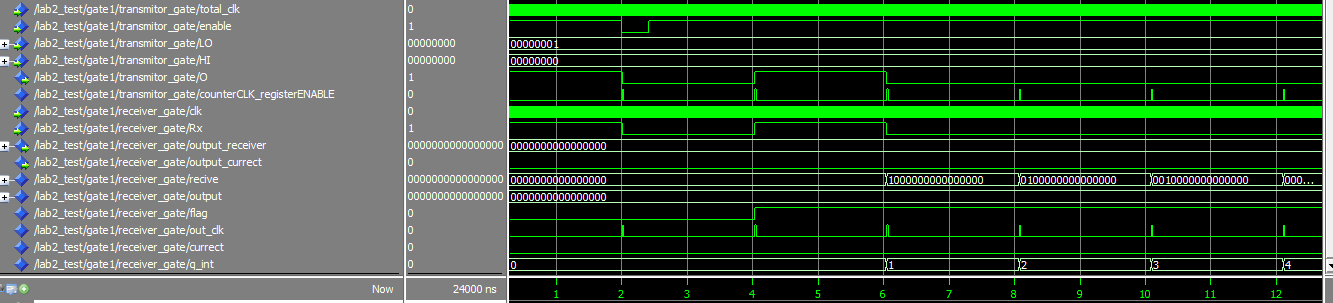 /lab2_test/gate1/transmitor_gate/total_clk 0
/lab2_test/gate1/transmitor_gate/enable 1
/lab2_test/gate1/transmitor_gate/LO 00000000 00000001
/lab2_test/gate1/transmitor_gate/HI 00000000 00000000
/lab2_test/gate1/transmitor_gate/O 1
/lab2_test/gate1/transmitor_gate/counterCLK_registerENABLE 0
/lab2_test/gate1/receiver_gate/clk 0
/lab2_test/gate1/receiver_gate/Rx 1
/lab2_test/gate1/receiver_gate/output_receiver 0000000000000000 0000000000000000
/lab2_test/gate1/receiver_gate/output_currect 0
/lab2_test/gate1/receiver_gate/recive 0000000000000000 0000000000000000 1000000000000000 0100000000000000 0010000000000000 000...
/lab2_test/gate1/receiver_gate/output 0000000000000000 0000000000000000
/lab2_test/gate1/receiver_gate/flag 0
/lab2_test/gate1/receiver_gate/out_clk 0
/lab2_test/gate1/receiver_gate/currect 0
/lab2_test/gate1/receiver_gate/q_int 0 0 1 2 3 4
Now 24000 ns 1 2 3 4 5 6 7 8 9 10 11 12